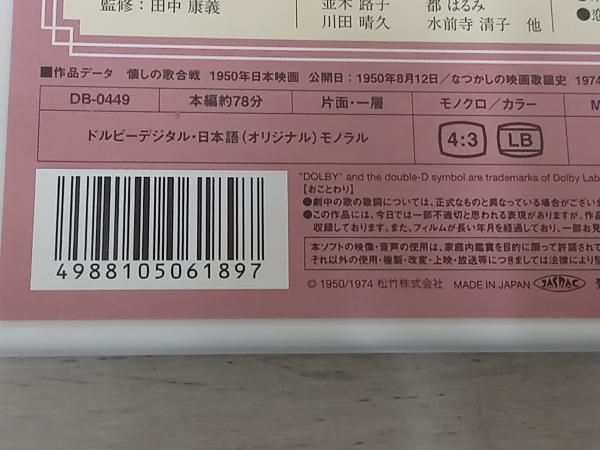 監修：田中 康義
並木 路子　都 はるみ
川田 晴久　水前寺 清子　他
■作品データ　懐しの歌合戦　1950年日本映画　公開日：1950年8月12日／なつかしの映画歌謡史　1974
DB-0449　本編約78分　片面・一層　モノクロ／カラー
ドルビーデジタル・日本語（オリジナル）モノラル　4:3　LB
"DOLBY" and the double-D symbol are trademarks of Dolby Lab
【おことわり】
●劇中の歌の歌詞については、正式なものと異なっている場合がござい
●この作品には、今日では一部不適切と思われる表現がありますが、作品
収録しております。また、フィルムが長い年月を経過しており、一部お見
本ソフトの映像・音声の使用は、家庭内鑑賞を目的に限って許諾されて
それ以外の使用・複製・改変・上映・放送等につきましては法律により
4988105061897
© 1950/1974 松竹株式会社　MADE IN JAPAN　JASRAC